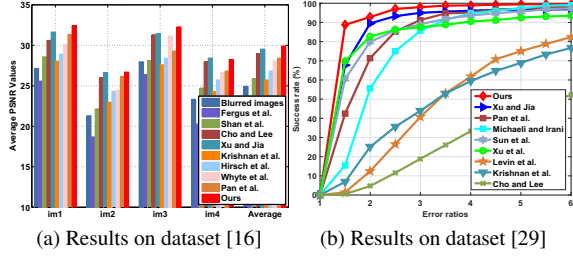 35
30
25
20
15
10
Average PSNR Values
im1 im2 im3 im4 Average
Blurred images
Fergus et al.
Shan et al.
Cho and Lee
Xu and Jia
Krishnan et al.
Hirsch et al.
Whyte et al.
Pan et al.
Ours
(a) Results on dataset [16]
100
90
80
70
60
50
40
30
20
10
0
Success rate (%)
1 2 3 4 5 6
Error ratios
Ours
Xu and Jia
Pan et al.
Michaeli and Irani
Sun et al.
Xu et al.
Levin et al.
Krishnan et al.
Cho and Lee
(b) Results on dataset [29]